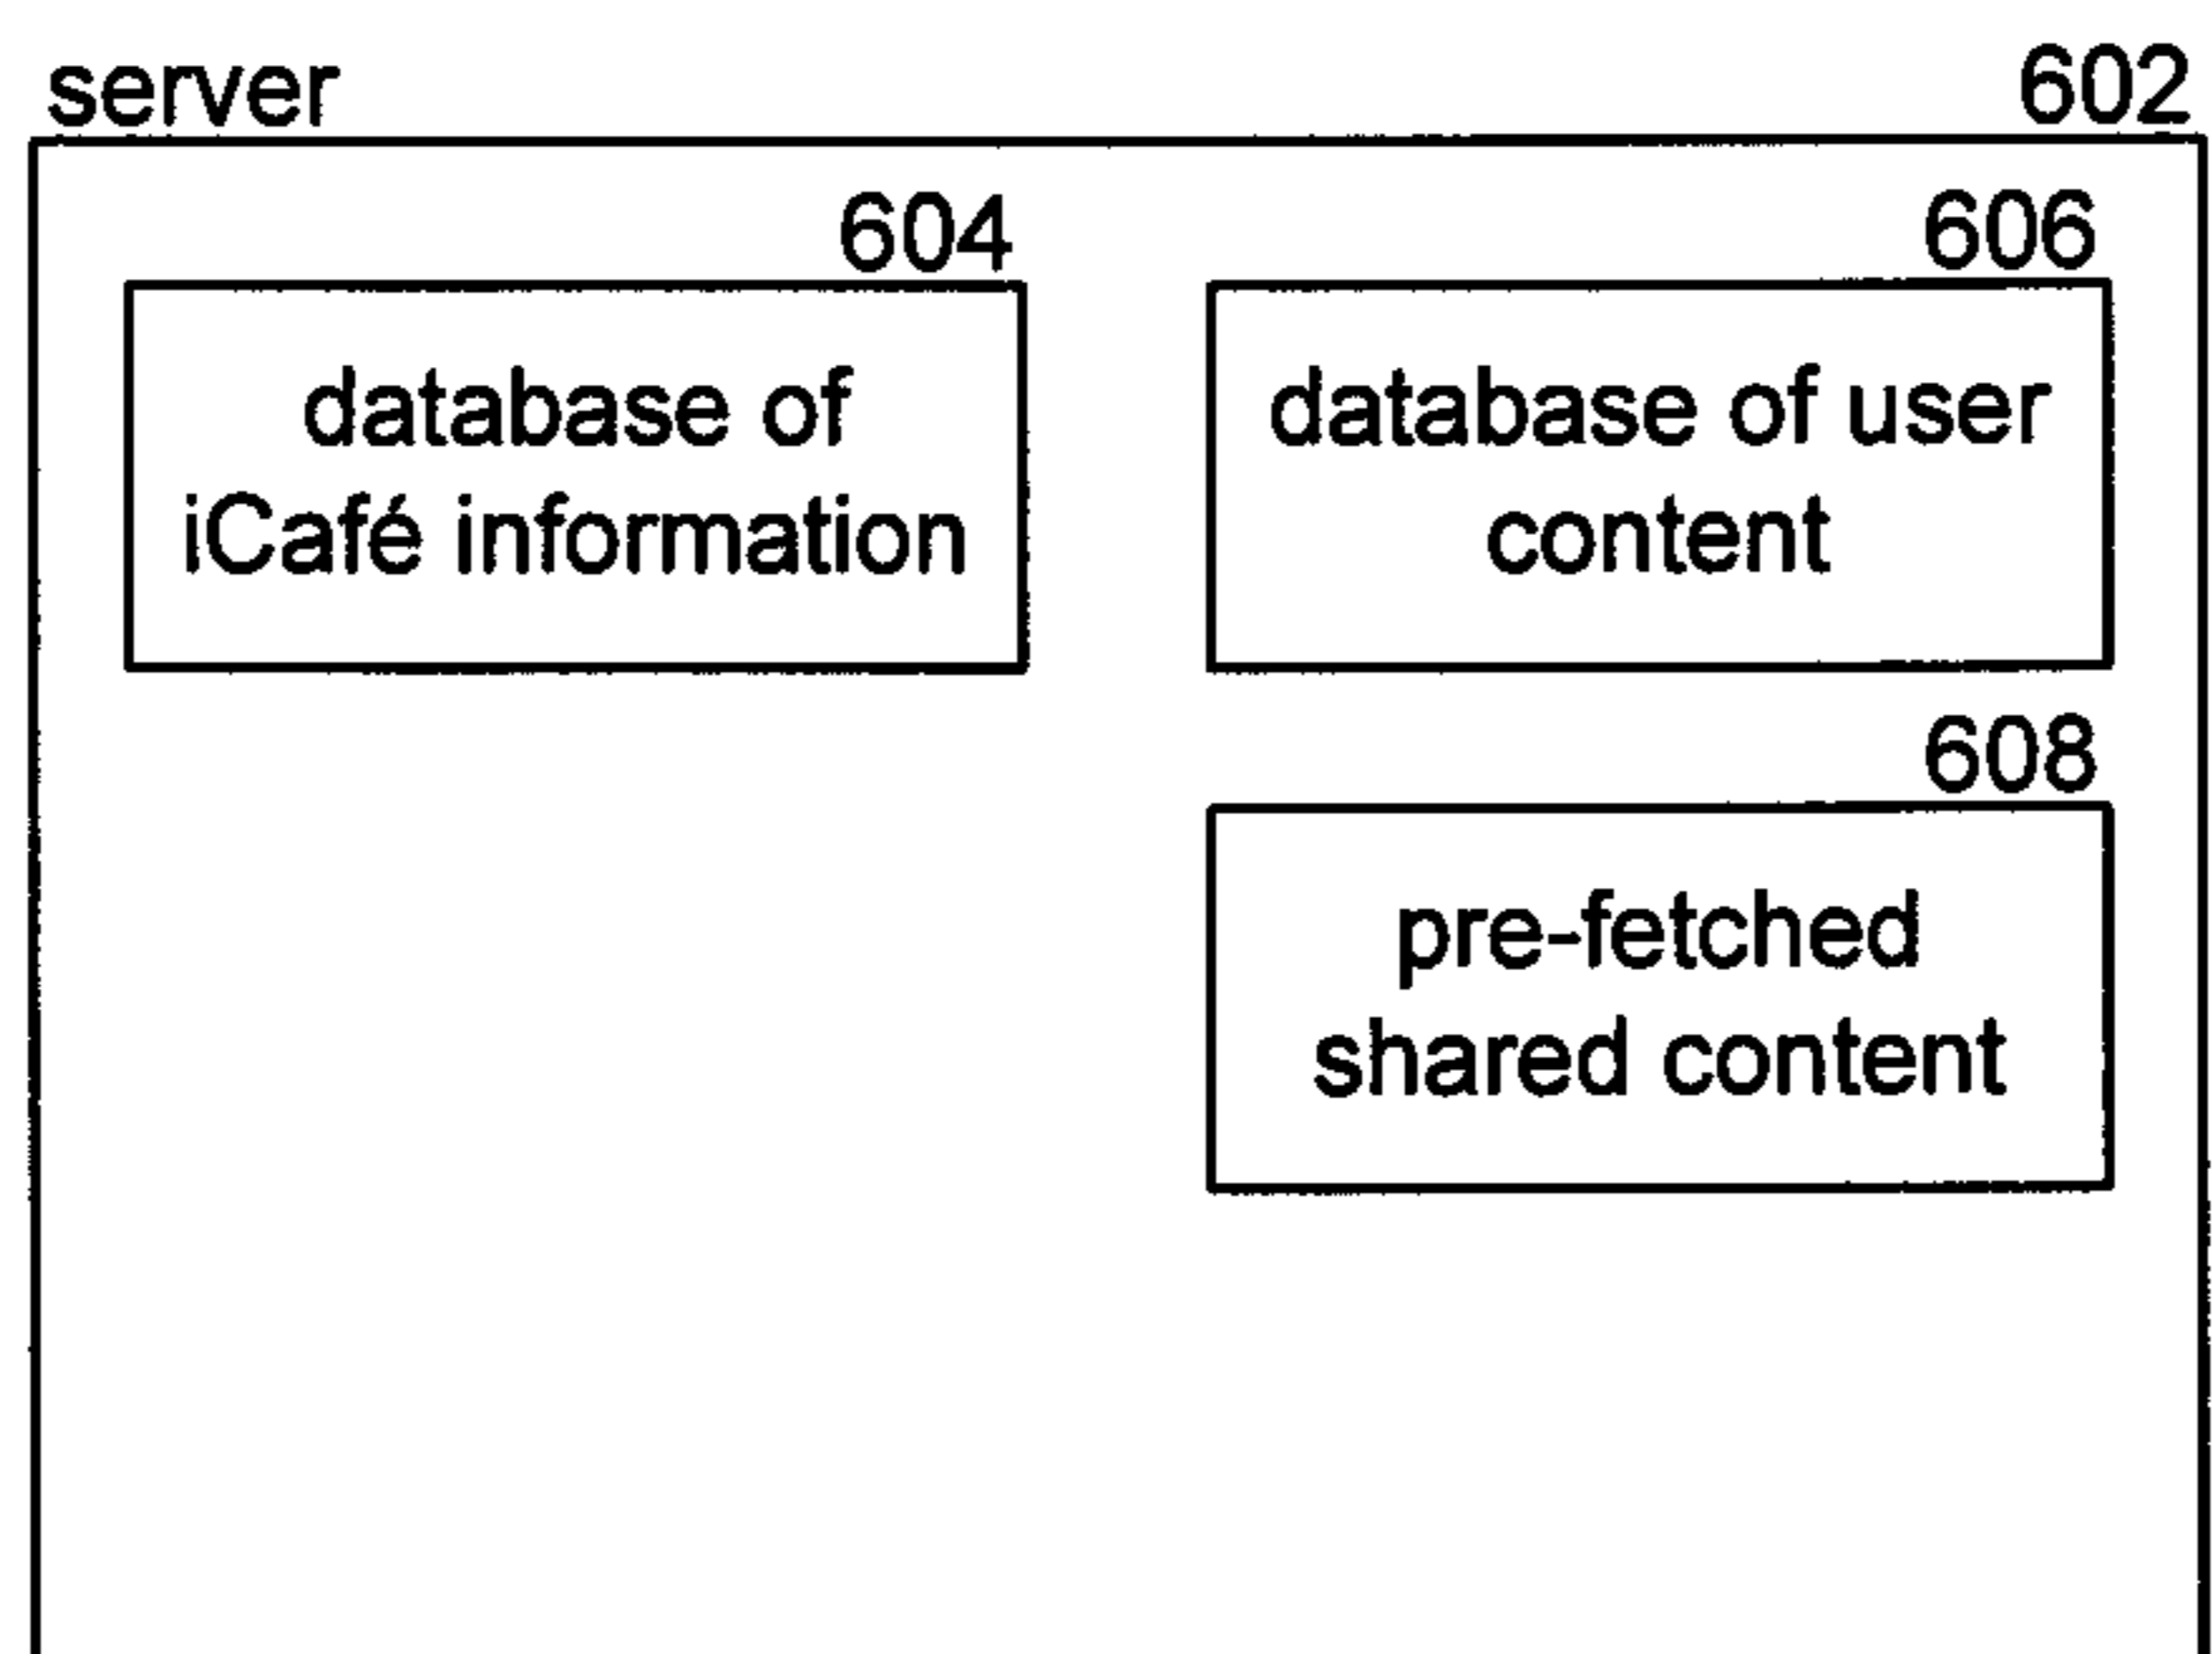 server 602
604
database of
iCafé information
606
database of user
content
608
pre-fetched
shared content